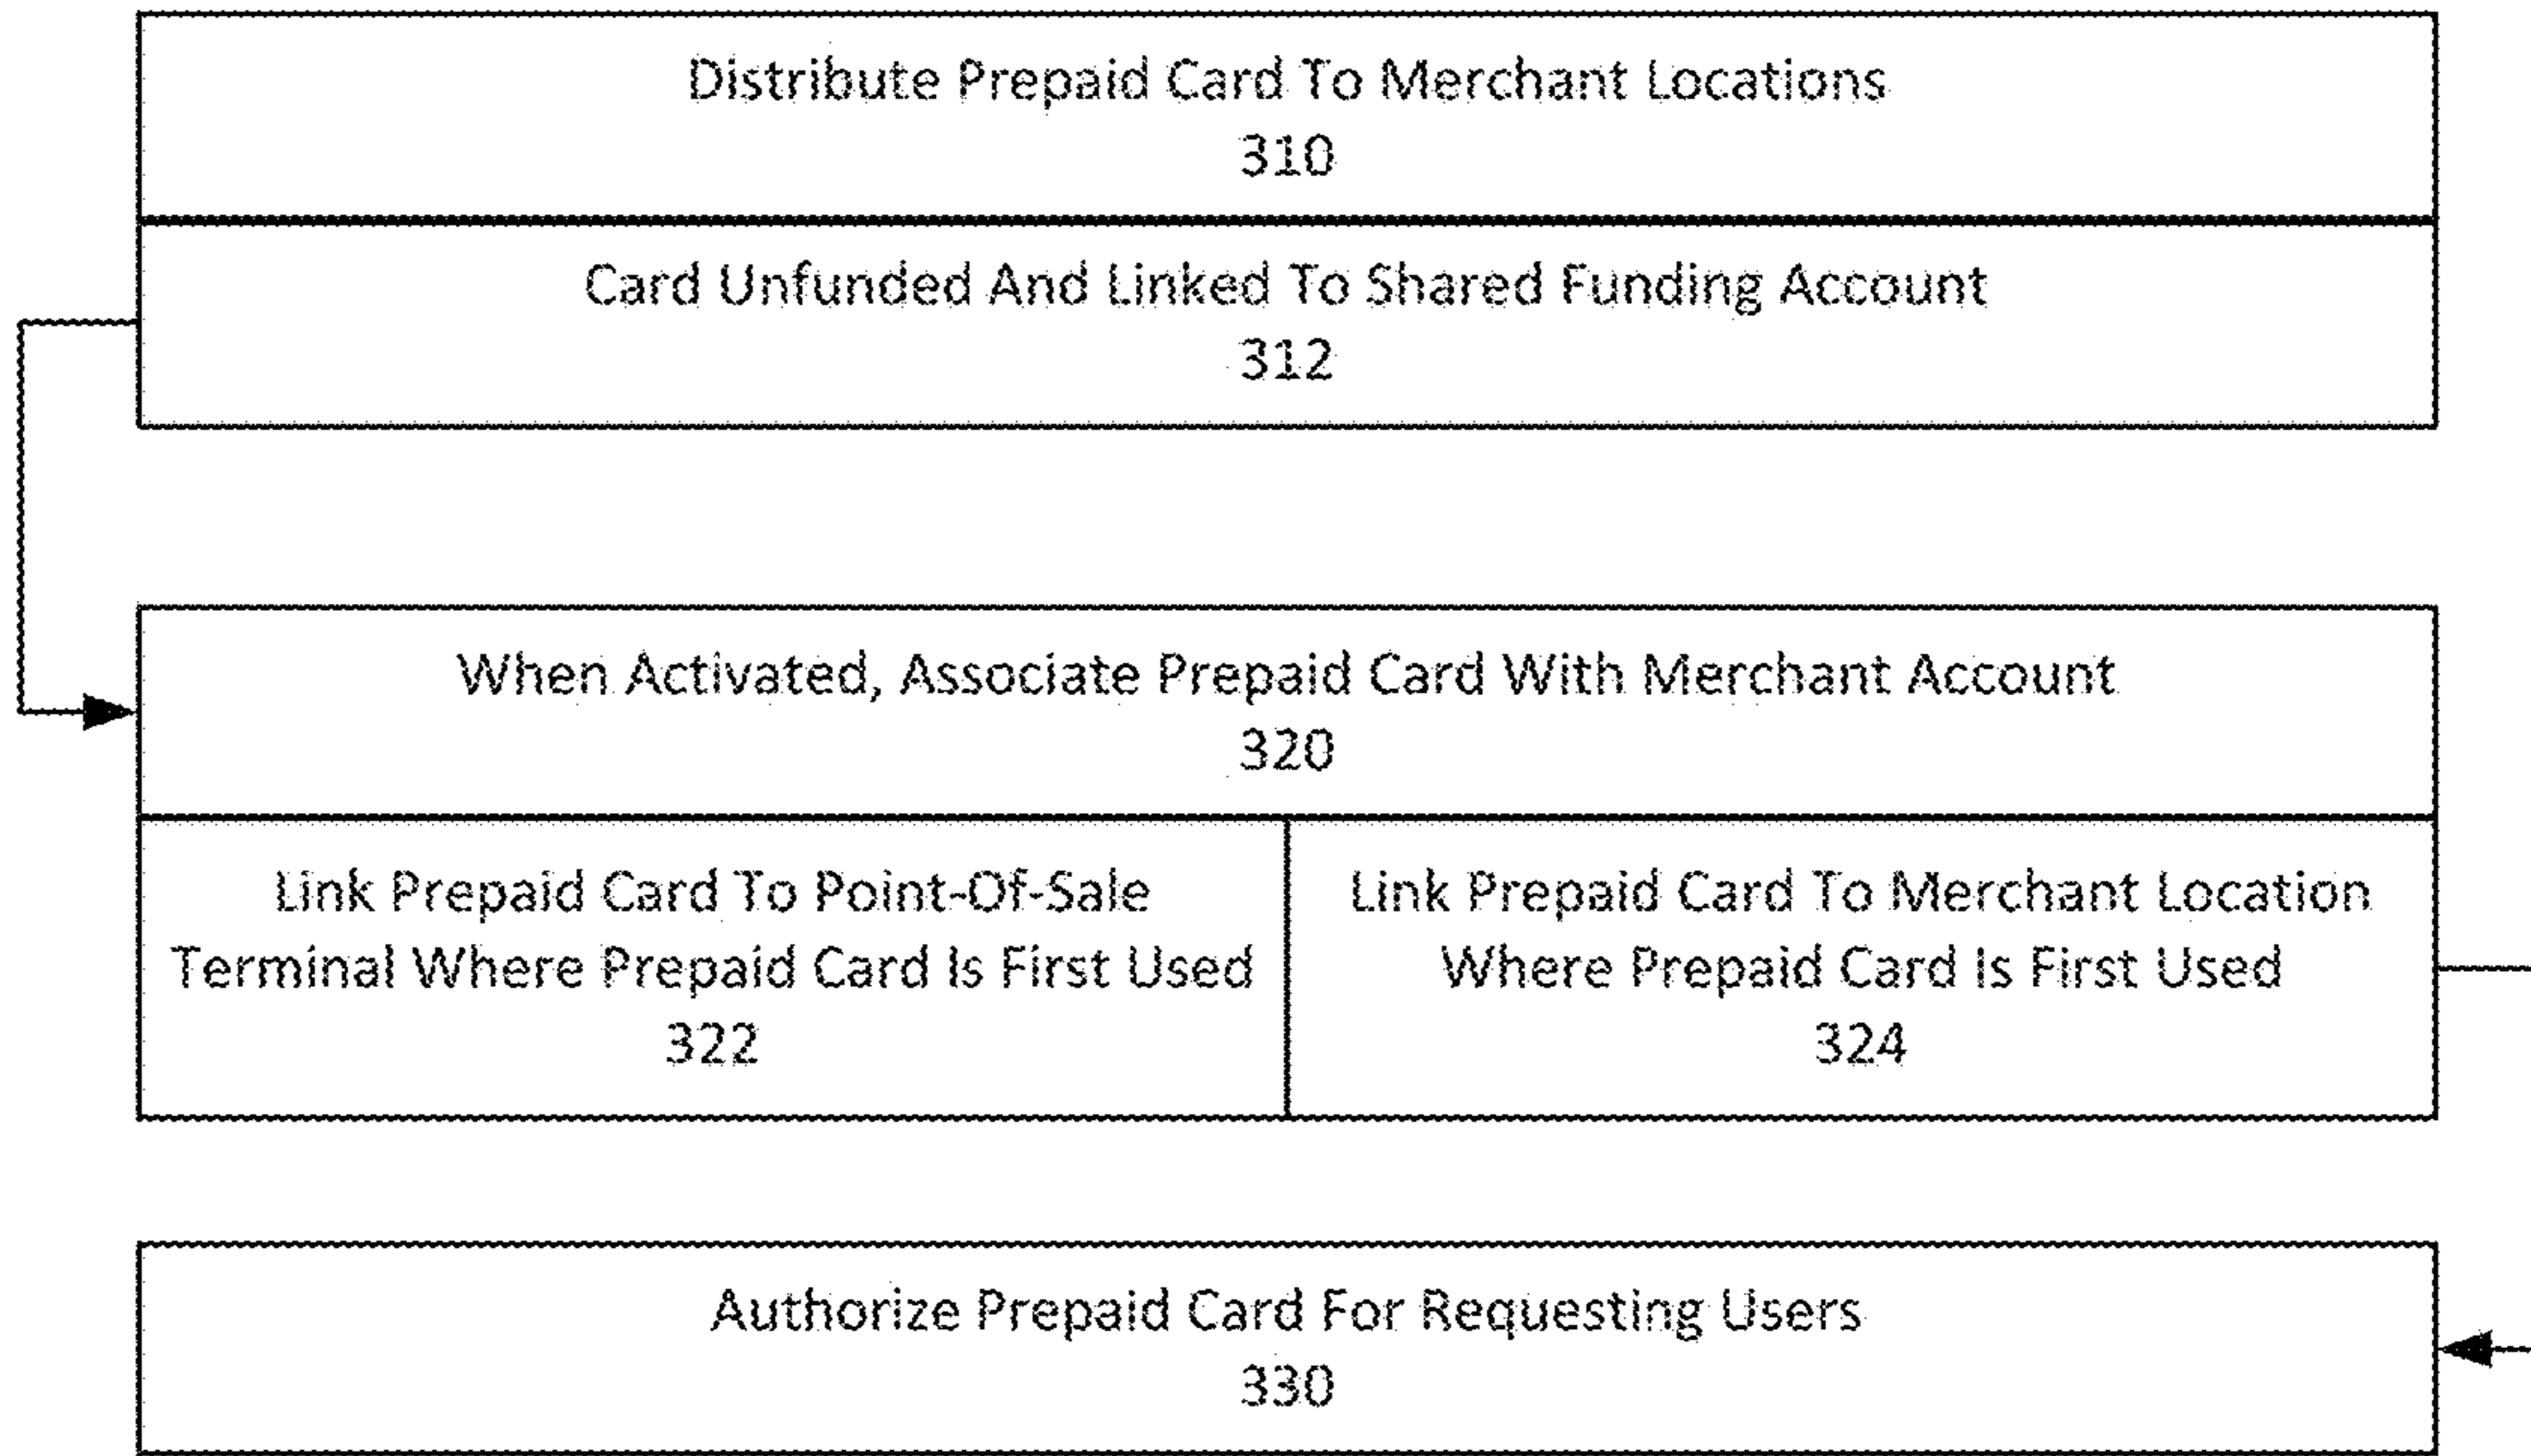 Distribute Prepaid Card To Merchant Locations
310
Card Unfunded And Linked To Shared Funding Account
312
When Activated, Associate Prepaid Card With Merchant Account
320
Link Prepaid Card To Point-Of-Sale
Terminal Where Prepaid Card Is First Used
322
Link Prepaid Card To Merchant Location
Where Prepaid Card Is First Used
324
Authorize Prepaid Card For Requesting Users
330